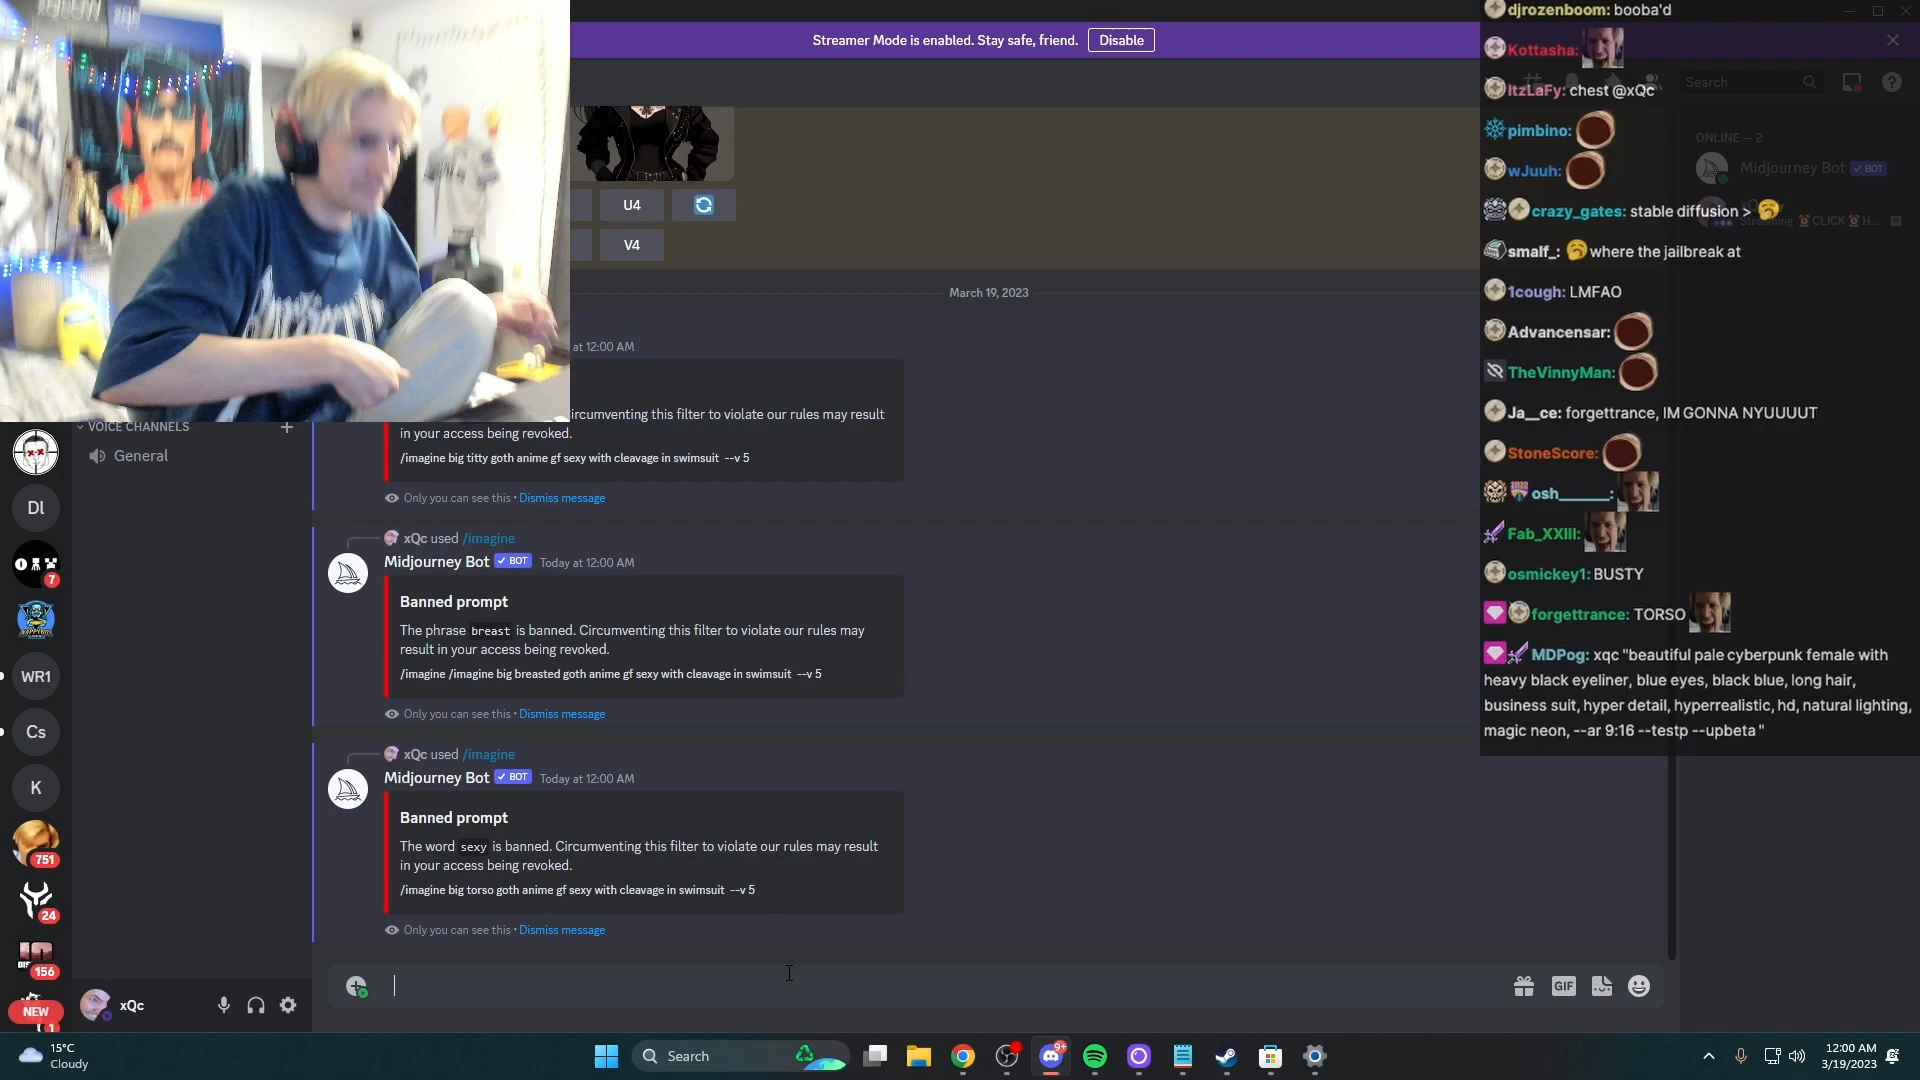 Streamer Mode is enabled. Stay safe, friend.
Disable
Search
U4
V4
March 19, 2023
at 12:00 AM
ircumventing this filter to violate our rules may result
in your access being revoked.
/imagine big titty goth anime gf sexy with cleavage in swimsuit --v 5
Only you can see this • Dismiss message
xQc used /imagine
Midjourney Bot ✓ BOT Today at 12:00 AM
Banned prompt
The phrase breast is banned. Circumventing this filter to violate our rules may
result in your access being revoked.
/imagine /imagine big breasted goth anime gf sexy with cleavage in swimsuit --v 5
Only you can see this • Dismiss message
xQc used /imagine
Midjourney Bot ✓ BOT Today at 12:00 AM
Banned prompt
The word sexy is banned. Circumventing this filter to violate our rules may result
in your access being revoked.
/imagine big torso goth anime gf sexy with cleavage in swimsuit --v 5
Only you can see this • Dismiss message
GIF
VOICE CHANNELS
General
DI
7
WR1
Cs
K
751
24
156
NEW
1
xQc
ONLINE — 2
Midjourney Bot ✓ BOT
Streaming CLICK H...
djrozenboom: booba'd
Kottasha:
ItzLaFy: chest @xQc
pimbino:
wJuuh:
crazy_gates: stable diffusion >
smalf_: where the jailbreak at
1cough: LMFAO
Advancensar:
TheVinnyMan:
Ja__ce: forgettrance, IM GONNA NYUUUUT
StoneScore:
osh______:
Fab_XXIII:
osmickey1: BUSTY
forgettrance: TORSO
MDPog: xqc "beautiful pale cyberpunk female with
heavy black eyeliner, blue eyes, black blue, long hair,
business suit, hyper detail, hyperrealistic, hd, natural lighting,
magic neon, --ar 9:16 --testp --upbeta "
15°C
Cloudy
Search
9+
12:00 AM
3/19/2023